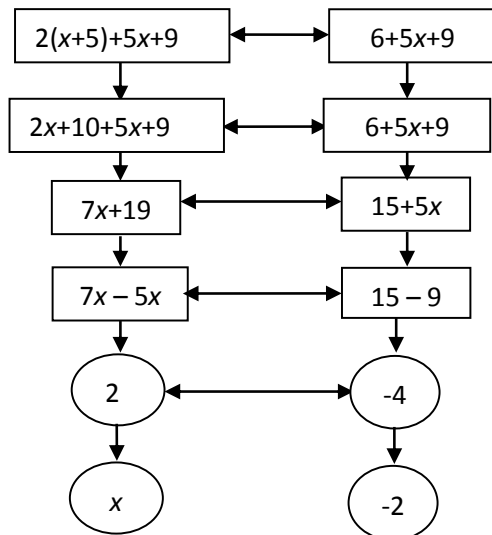 2(x+5)+5x+9 6+5x+9
2x+10+5x+9 6+5x+9
7x+19 15+5x
7x – 5x 15 – 9
2 -4
x -2